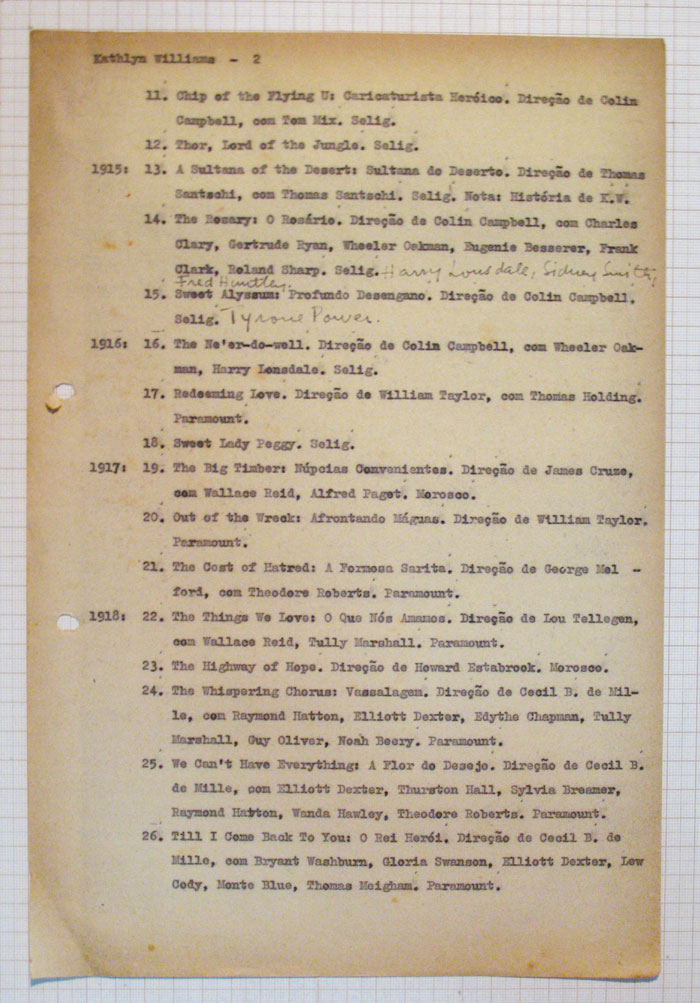 Kathlyn Williams - 2
11. Chip of the Flying U: Caricaturista Heróico. Direção de Colin
Campbell, com Tom Mix. Selig.
12. Thor, Lord of the Jungle. Selig.
1915: 13. A Sultana of the Desert: Sultana do Deserto. Direção de Thomas
Santschi, com Thomas Santschi. Selig. Nota: História de K.W.
14. The Rosary: O Rosário. Direção de Colin Campbell, com Charles
Clary, Gertrude Ryan, Wheeler Oakman, Eugenie Besserer, Frank
Clark, Roland Sharp. Selig. Harry Lonsdale, Sidney Smith,
Fred Huntley.
15. Sweet Alyssum: Profundo Desengano. Direção de Colin Campbell.
Selig. Tyrone Power.
1916: 16. The Ne'er-do-well. Direção de Colin Campbell, com Wheeler Oak-
man, Harry Lonsdale. Selig.
17. Redeeming Love. Direção de William Taylor, com Thomas Holding.
Paramount.
18. Sweet Lady Peggy. Selig.
1917: 19. The Big Timber: Núpcias Convenientes. Direção de James Cruze,
com Wallace Reid, Alfred Paget. Morosco.
20. Out of the Wreck: Afrontando Máguas. Direção de William Taylor.
Paramount.
21. The Cost of Hatred: A Formosa Sarita. Direção de George Mel -
ford, com Theodore Roberts. Paramount.
1918: 22. The Things We Love: O Que Nós Amamos. Direção de Lou Tellegen,
com Wallace Reid, Tully Marshall. Paramount.
23. The Highway of Hope. Direção de Howard Estabrook. Morosco.
24. The Whispering Chorus: Vassalagem. Direção de Cecil B. de Mil-
le, com Raymond Hatton, Elliott Dexter, Edythe Chapman, Tully
Marshall, Guy Oliver, Noah Beery. Paramount.
25. We Can't Have Everything: A Flor do Desejo. Direção de Cecil B.
de Mille, com Elliott Dexter, Thurston Hall, Sylvia Breamer,
Raymond Hatton, Wanda Hawley, Theodore Roberts. Paramount.
26. Till I Come Back To You: O Rei Herói. Direção de Cecil B. de
Mille, com Bryant Washburn, Gloria Swanson, Elliott Dexter, Lew
Cody, Monte Blue, Thomas Meigham. Paramount.